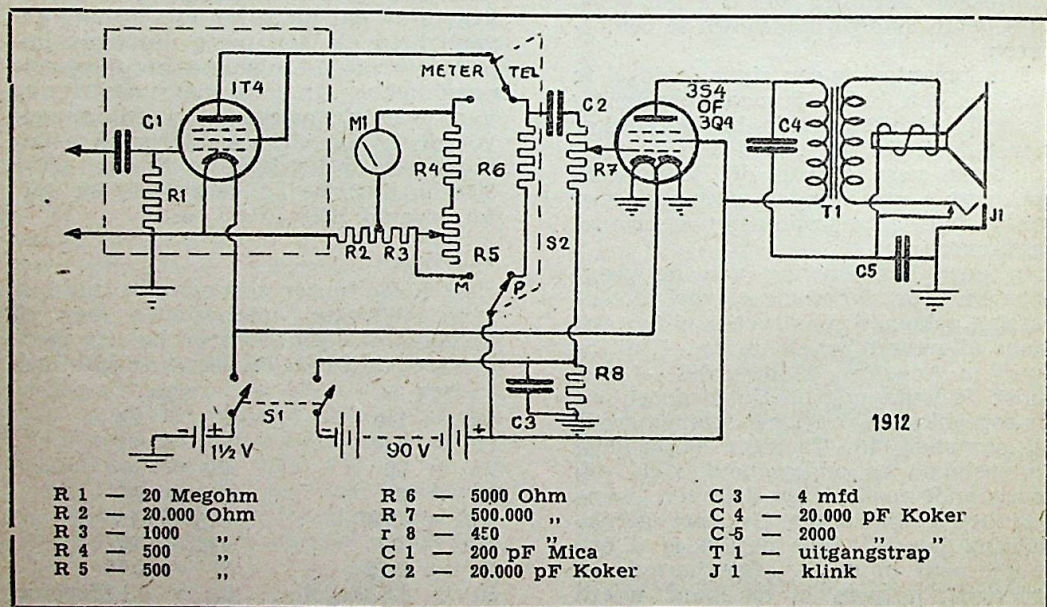 1T4
METER
TEL
3S4
OF
3Q4
C1
M1
C2
C4
R4
R6
R7
R1
T1
J1
R2
R3
R5
S2
M
P
C5
R8
C3
S1
1912
- +
1½ V
-
90 V
+
R 1 — 20 Megohm
R 2 — 20.000 Ohm
R 3 — 1000 „
R 4 — 500 „
R 5 — 500 „
R 6 — 5000 Ohm
R 7 — 500.000 „
r 8 — 450 „
C 1 — 200 pF Mica
C 2 — 20.000 pF Koker
C 3 — 4 mfd
C 4 — 20.000 pF Koker
C-5 — 2000 „ „
T 1 — uitgangstrap
J 1 — klink